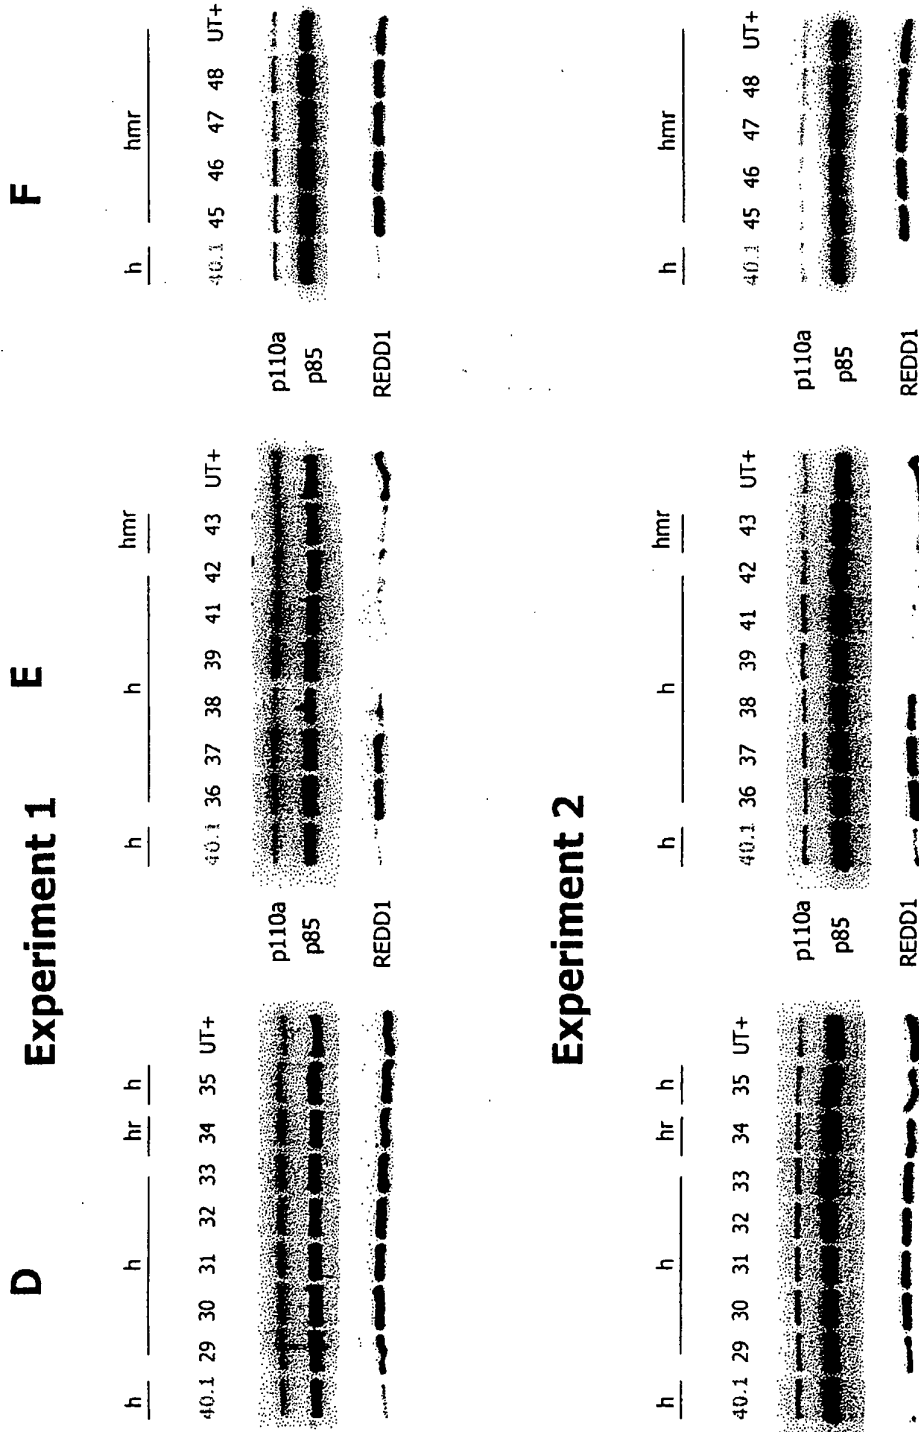 D E F
Experiment 1
h h hr h h h hmr h hmr
40.1 29 30 31 32 33 34 35 UT+ 40.1 36 37 38 39 41 42 43 UT+ 40.1 45 46 47 48 UT+
p110a p110a
p85 p85
REDD1 REDD1
Experiment 2
h h hr h h h hmr h hmr
40.1 29 30 31 32 33 34 35 UT+ 40.1 36 37 38 39 41 42 43 UT+ 40.1 45 46 47 48 UT+
p110a p110a
p85 p85
REDD1 REDD1